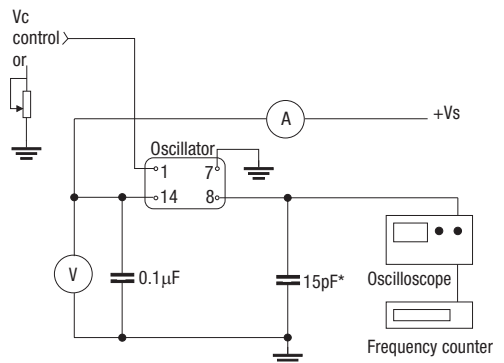 Vc
control
or
A
+Vs
Oscillator
1
7
14
8
V
0.1µF
15pF*
Oscilloscope
Frequency counter